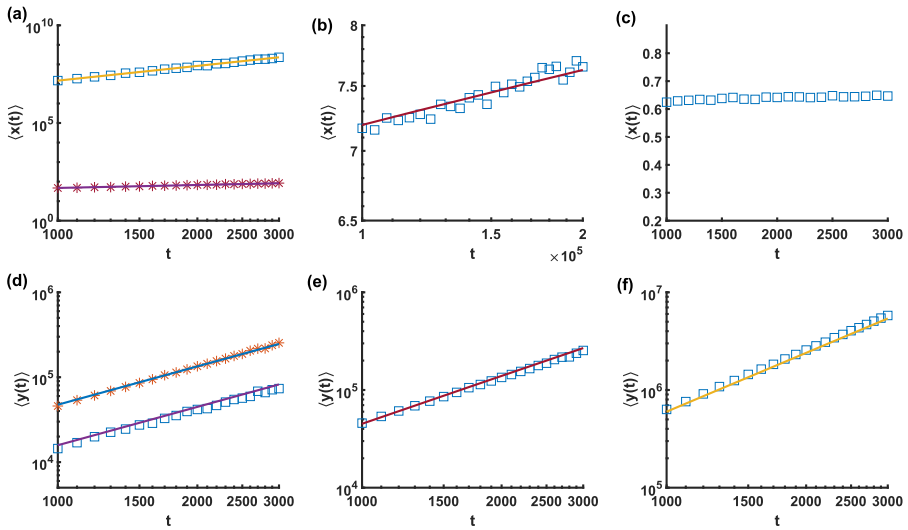 (a)
10^10
10^5
10^0
⟨x(t)⟩
1000 1500 2000 2500 3000
t
(b)
8
7.5
7
6.5
⟨x(t)⟩
1 1.5 2
t
× 10^5
(c)
0.8
0.7
0.6
0.5
0.4
0.3
0.2
⟨x(t)⟩
1000 1500 2000 2500 3000
t
(d)
10^6
10^5
10^4
⟨y(t)⟩
1000 1500 2000 2500 3000
t
(e)
10^6
10^5
10^4
⟨y(t)⟩
1000 1500 2000 2500 3000
t
(f)
10^7
10^6
10^5
⟨y(t)⟩
1000 1500 2000 2500 3000
t